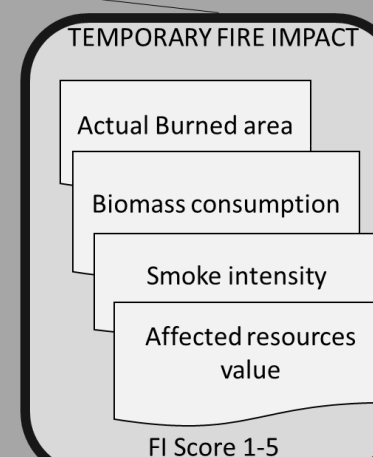 TEMPORARY FIRE IMPACT
Actual Burned area
Biomass consumption
Smoke intensity
Affected resources
value
FI Score 1-5